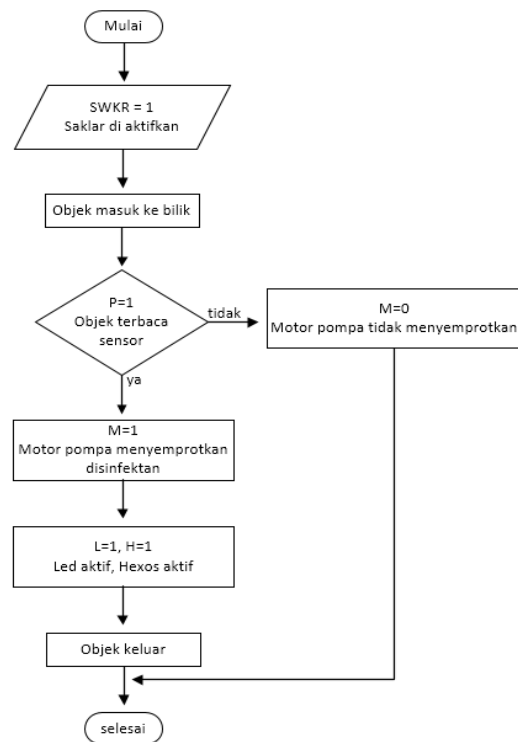 Mulai
SWKR = 1
Saklar di aktifkan
Objek masuk ke bilik
P=1
Objek terbaca
sensor
tidak
M=0
Motor pompa tidak menyemprotkan
ya
M=1
Motor pompa menyemprotkan
disinfektan
L=1, H=1
Led aktif, Hexos aktif
Objek keluar
selesai